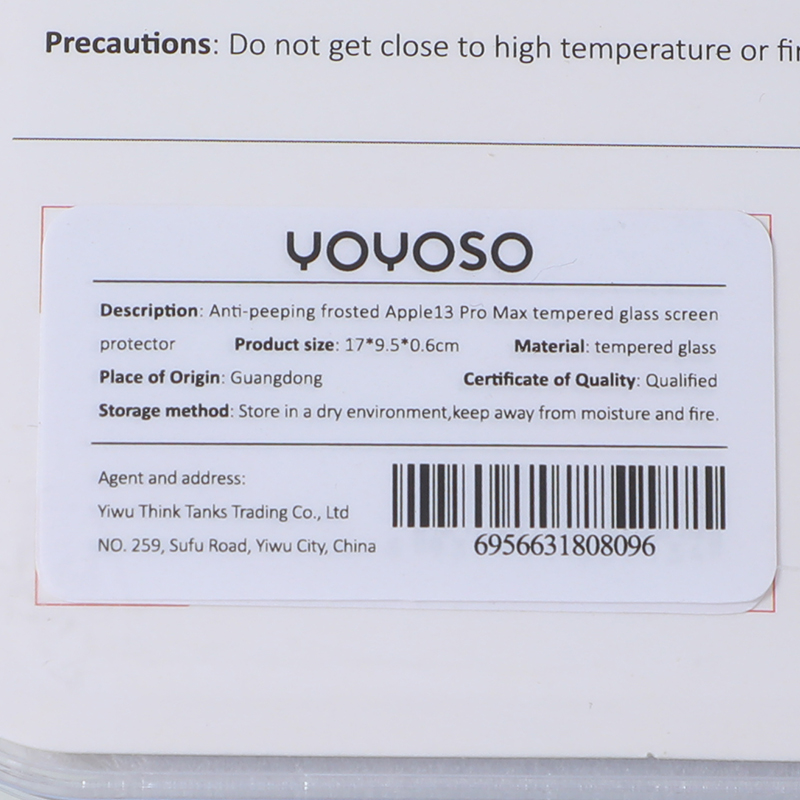 Precautions: Do not get close to high temperature or
YOYOSO
Description: Anti-peeping frosted Apple13 Pro Max tempered glass screen
protector Product size: 17*9.5*0.6cm Material: tempered glass
Place of Origin: Guangdong Certificate of Quality: Qualified
Storage method: Store in a dry environment,keep away from moisture and fire.
Agent and address:
Yiwu Think Tanks Trading Co., Ltd
NO. 259, Sufu Road, Yiwu City, China
6956631808096